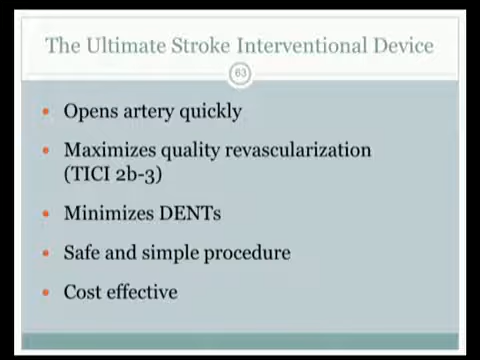 The Ultimate Stroke Interventional Device
63
• Opens artery quickly
• Maximizes quality revascularization
(TICI 2b-3)
• Minimizes DENTs
• Safe and simple procedure
• Cost effective